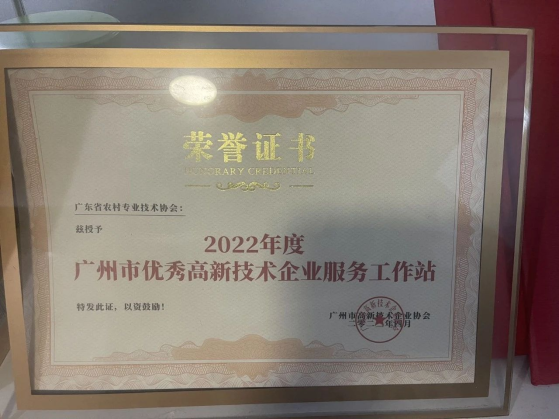 荣誉证书
HONORARY CREDENTIAL
广东省农村专业技术协会：
兹授予
2022年度
广州市优秀高新技术企业服务工作站
特发此证，以资鼓励！
广州市高新技术企业协会